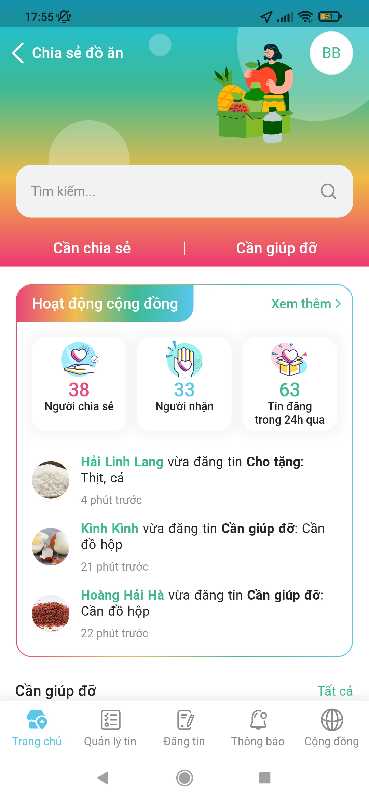 17:55
Chia sẻ đồ ăn
BB
Tìm kiếm...
Cần chia sẻ | Cần giúp đỡ
Hoạt động cộng đồng
Xem thêm >
38
Người chia sẻ
33
Người nhận
63
Tin đăng
trong 24h qua
Hải Linh Lang vừa đăng tin Cho tặng:
Thịt, cá
4 phút trước
Kình Kình vừa đăng tin Cần giúp đỡ: Cần
đồ hộp
21 phút trước
Hoàng Hải Hà vừa đăng tin Cần giúp đỡ:
Cần đồ hộp
22 phút trước
Cần giúp đỡ
Tất cả
Trang chủ
Quản lý tin
Đăng tin
Thông báo
Cộng đồng